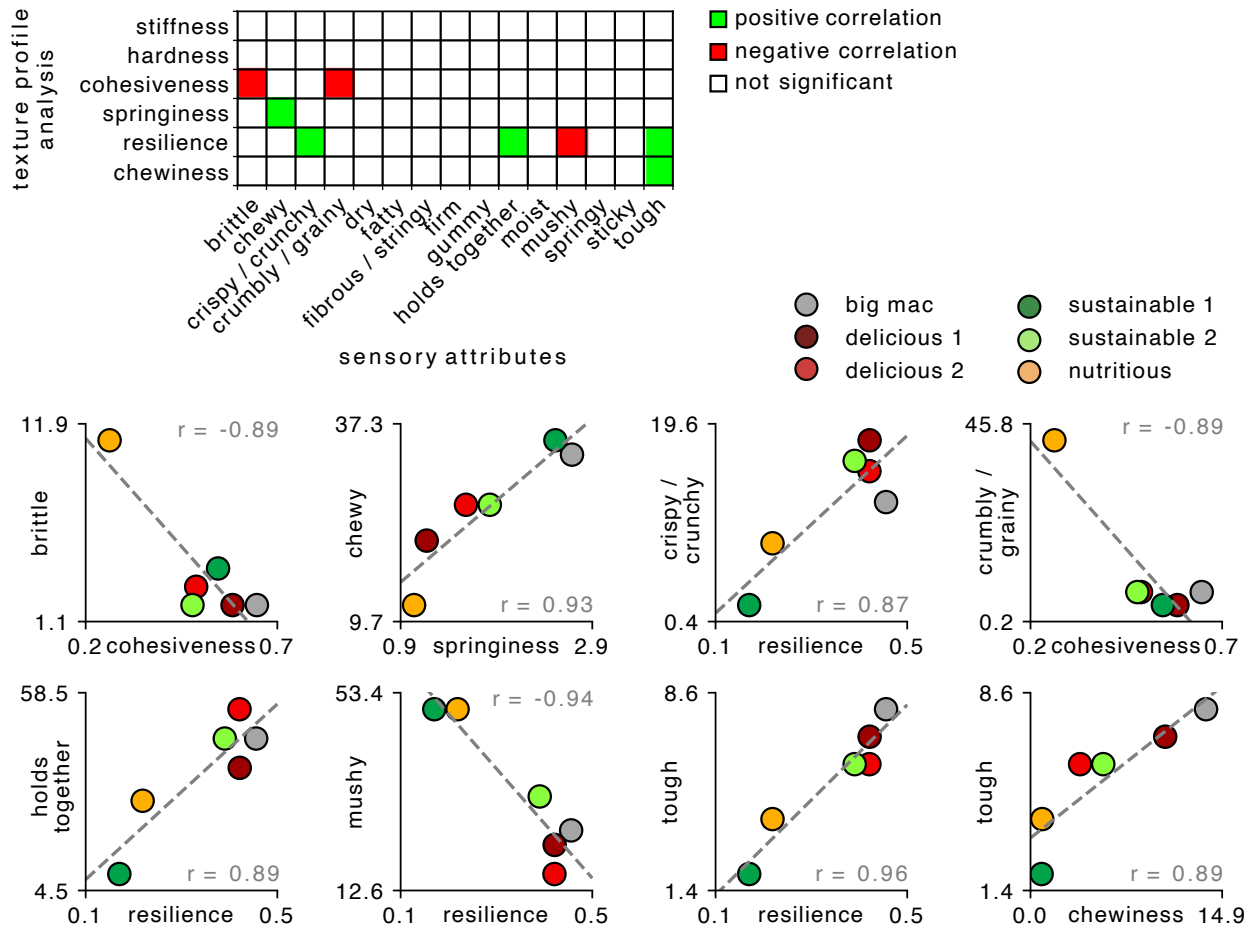 texture profile
analysis
stiffness
hardness
cohesiveness
springiness
resilience
chewiness
positive correlation
negative correlation
not significant
brittle
chewy
crispy / crunchy
crumbly / grainy
dry
fatty
fibrous / stringy
firm
gummy
holds together
moist
mushy
springy
sticky
tough
sensory attributes
big mac
delicious 1
delicious 2
sustainable 1
sustainable 2
nutritious
11.9
r = -0.89
brittle
1.1
0.2 cohesiveness 0.7
37.3
chewy
r = 0.93
9.7
0.9 springiness 2.9
19.6
crispy /
crunchy
r = 0.87
0.4
0.1 resilience 0.5
45.8
r = -0.89
crumbly /
grainy
0.2
0.2 cohesiveness 0.7
58.5
holds
together
r = 0.89
4.5
0.1 resilience 0.5
53.4
r = -0.94
mushy
12.6
0.1 resilience 0.5
8.6
tough
r = 0.96
1.4
0.1 resilience 0.5
8.6
tough
r = 0.89
1.4
0.0 chewiness 14.9